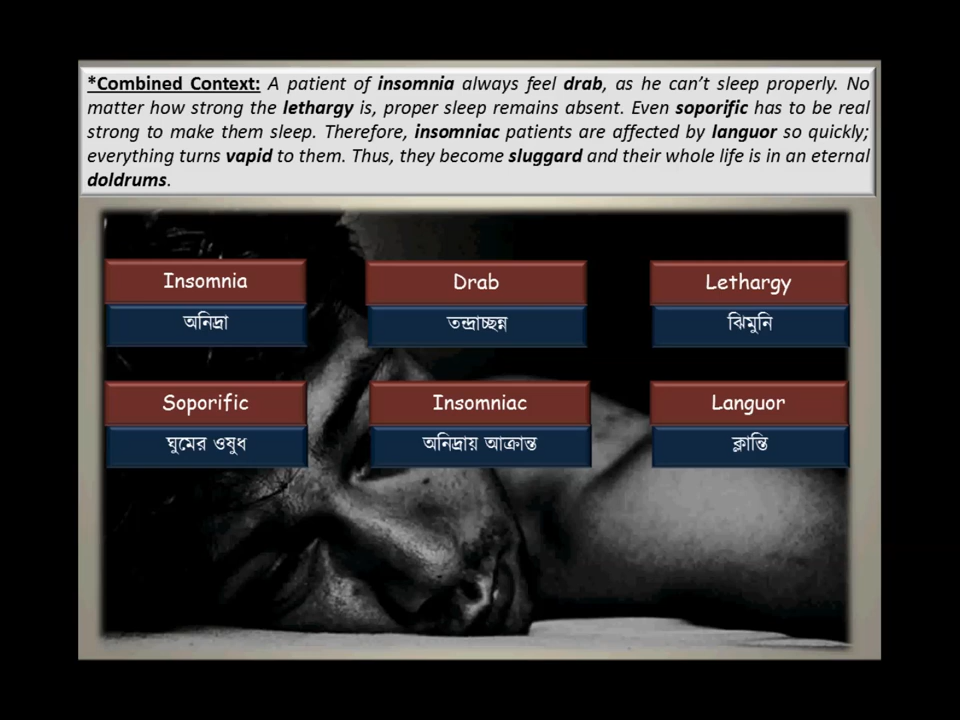 *Combined Context: A patient of insomnia always feel drab, as he can't sleep properly. No
matter how strong the lethargy is, proper sleep remains absent. Even soporific has to be real
strong to make them sleep. Therefore, insomniac patients are affected by languor so quickly;
everything turns vapid to them. Thus, they become sluggard and their whole life is in an eternal
doldrums.
Insomnia
অনিদ্রা
Drab
তন্দ্রাচ্ছন্ন
Lethargy
ঝিমুনি
Soporific
ঘুমের ওষুধ
Insomniac
অনিদ্রায় আক্রান্ত
Languor
ক্লান্তি